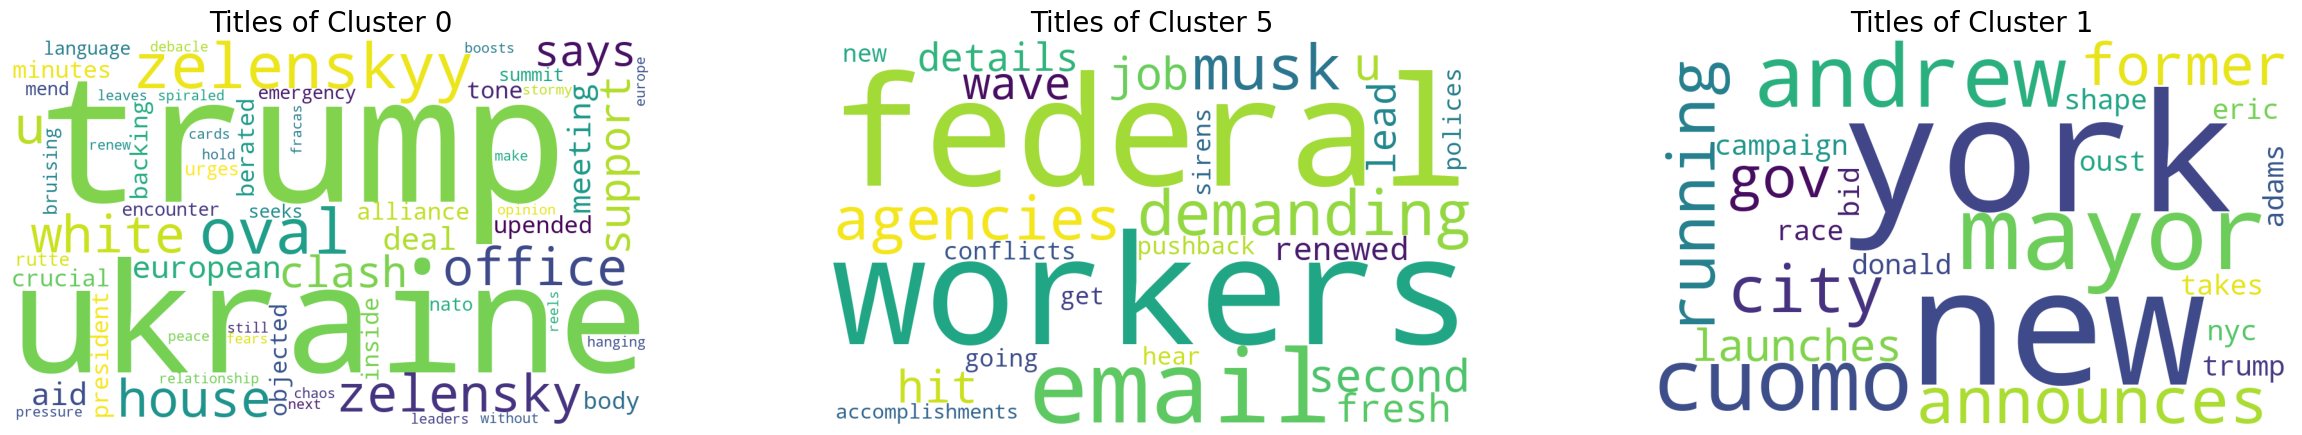 Titles of Cluster 0
language
debacle
boosts
says
minutes
zelenskyy
summit
europe
mend
leaves
spiraled
emergency
tone
stormy
u
trump
support
bruising
renew
backing
cards
hold
urges
berated
fracas
make
meeting
encounter
seeks
alliance
opinion
upended
white
oval
deal
rutte
crucial
european
clash
office
ukraine
president
peace
still
fears
objected
inside
nato
reels
hanging
aid
relationship
pressure
house
chaos
next
zelensky
leaders
without
body
Titles of Cluster 5
new
details
wave
job
musk
u
federal
sirens
lead
polices
agencies
demanding
conflicts
pushback
renewed
workers
get
going
hear
hit
email
second
fresh
accomplishments
Titles of Cluster 1
running
andrew
former
shape
eric
campaign
york
oust
gov
bid
adams
race
mayor
city
donald
takes
new
launches
nyc
cuomo
trump
announces